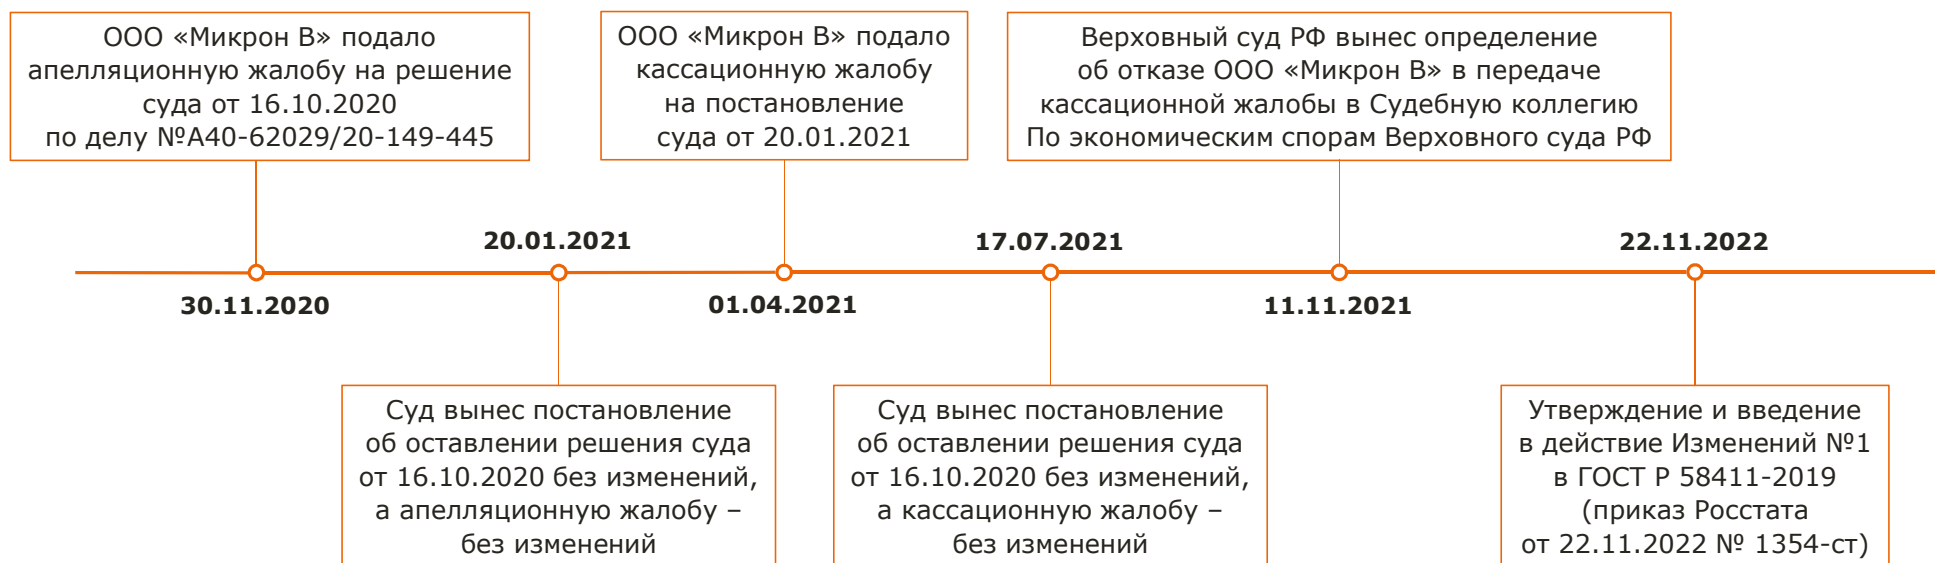 ООО «Микрон В» подало
апелляционную жалобу на решение
суда от 16.10.2020
по делу №А40-62029/20-149-445
ООО «Микрон В» подало
кассационную жалобу
на постановление
суда от 20.01.2021
Верховный суд РФ вынес определение
об отказе ООО «Микрон В» в передаче
кассационной жалобы в Судебную коллегию
По экономическим спорам Верховного суда РФ
20.01.2021
17.07.2021
22.11.2022
30.11.2020
01.04.2021
11.11.2021
Суд вынес постановление
об оставлении решения суда
от 16.10.2020 без изменений,
а апелляционную жалобу –
без изменений
Суд вынес постановление
об оставлении решения суда
от 16.10.2020 без изменений,
а кассационную жалобу –
без изменений
Утверждение и введение
в действие Изменений №1
в ГОСТ Р 58411-2019
(приказ Росстата
от 22.11.2022 № 1354-ст)